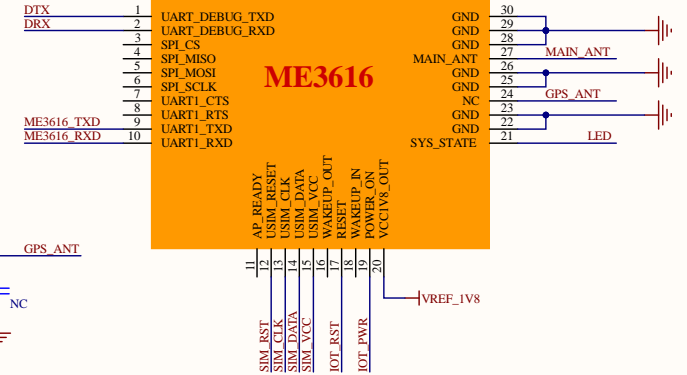 DTX 1 UART_DEBUG_TXD GND 30
DRX 2 UART_DEBUG_RXD GND 29
3 SPI_CS GND 28
4 SPI_MISO MAIN_ANT 27 MAIN_ANT
5 SPI_MOSI GND 26
6 SPI_SCLK GND 25
7 UART1_CTS NC 24 GPS_ANT
8 UART1_RTS GND 23
ME3616_TXD 9 UART1_TXD GND 22
ME3616_RXD 10 UART1_RXD SYS_STATE 21 LED
ME3616
AP_READY 11
USIM_RESET 12 SIM_RST
USIM_CLK 13 SIM_CLK
USIM_DATA 14 SIM_DATA
USIM_VCC 15 SIM_VCC
WAKEUP_OUT 16
RESET 17 IOT_RST
WAKEUP_IN 18
POWER_ON 19 IOT_PWR
VCC1V8_OUT 20
VREF_1V8
GPS_ANT
NC